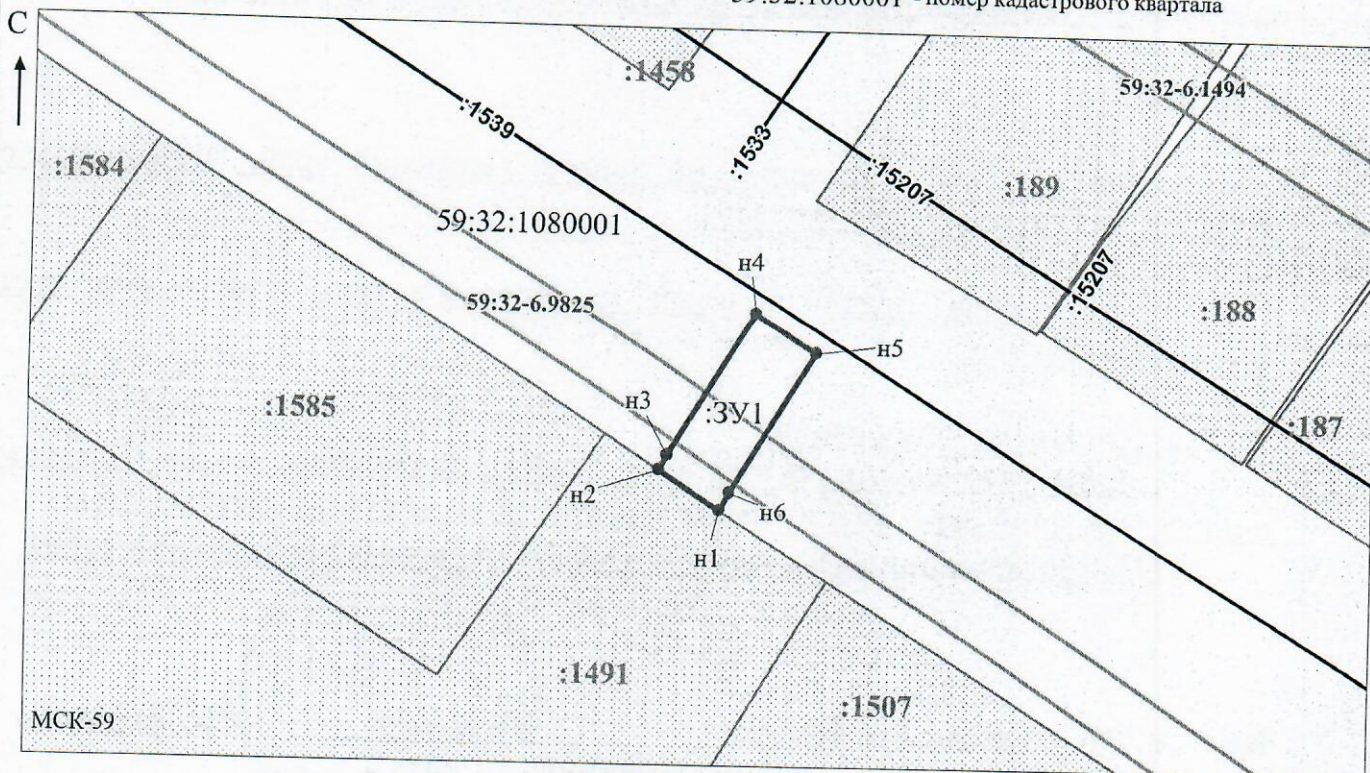 59:32:1080001 - номер кадастрового квартала
С
:1458
59:32-6.1494
:1539
:1533
:1584
:15207
:189
59:32:1080001
н4
:15207
59:32-6.9825
:188
н5
:1585
н3
:ЗУ1
:187
н2
н6
н1
:1491
:1507
МСК-59